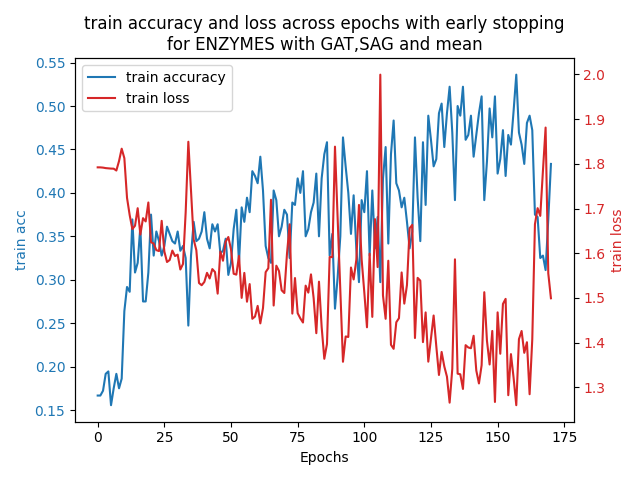 train accuracy and loss across epochs with early stopping
for ENZYMES with GAT,SAG and mean
train accuracy
train loss
0.55
0.50
0.45
0.40
0.35
0.30
0.25
0.20
0.15
train acc
2.0
1.9
1.8
1.7
1.6
1.5
1.4
1.3
train loss
0 25 50 75 100 125 150 175
Epochs